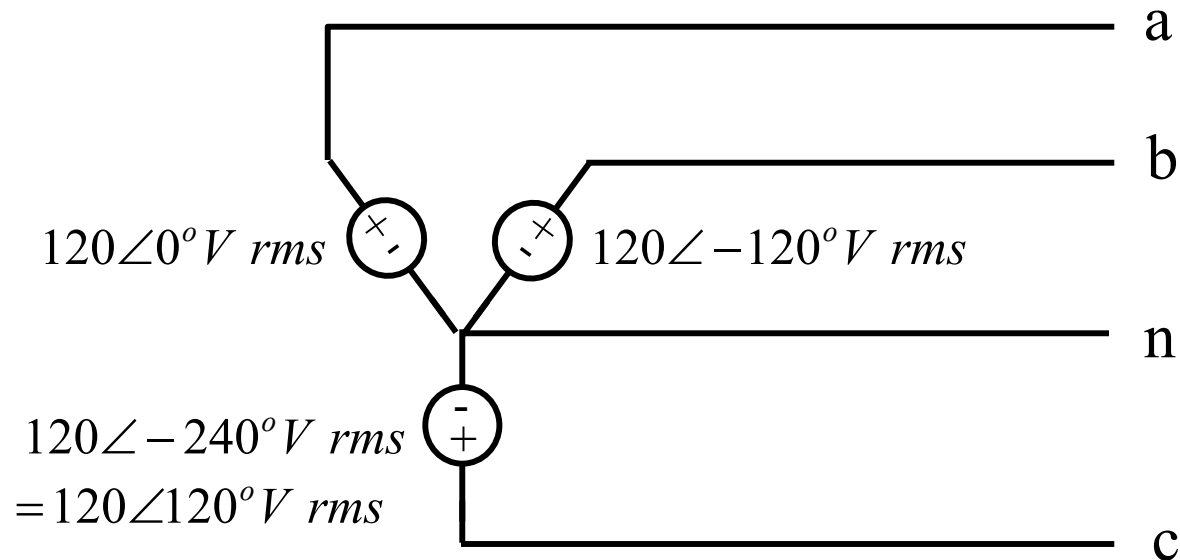 a
b
120∠0°V rms
+ -
- +
120∠−120°V rms
n
120∠−240°V rms
=120∠120°V rms
-
+
c